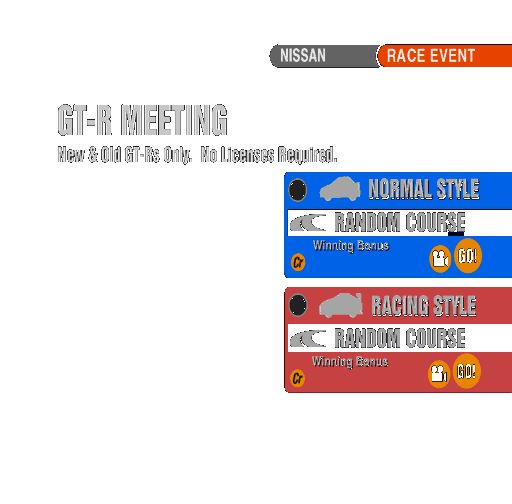 NISSAN RACE EVENT
GT-R MEETING
New & Old GT-Rs Only. No Licenses Required.
NORMAL STYLE
RANDOM COURSE
Winning Bonus
Cr GO!
RACING STYLE
RANDOM COURSE
Winning Bonus
Cr GO!